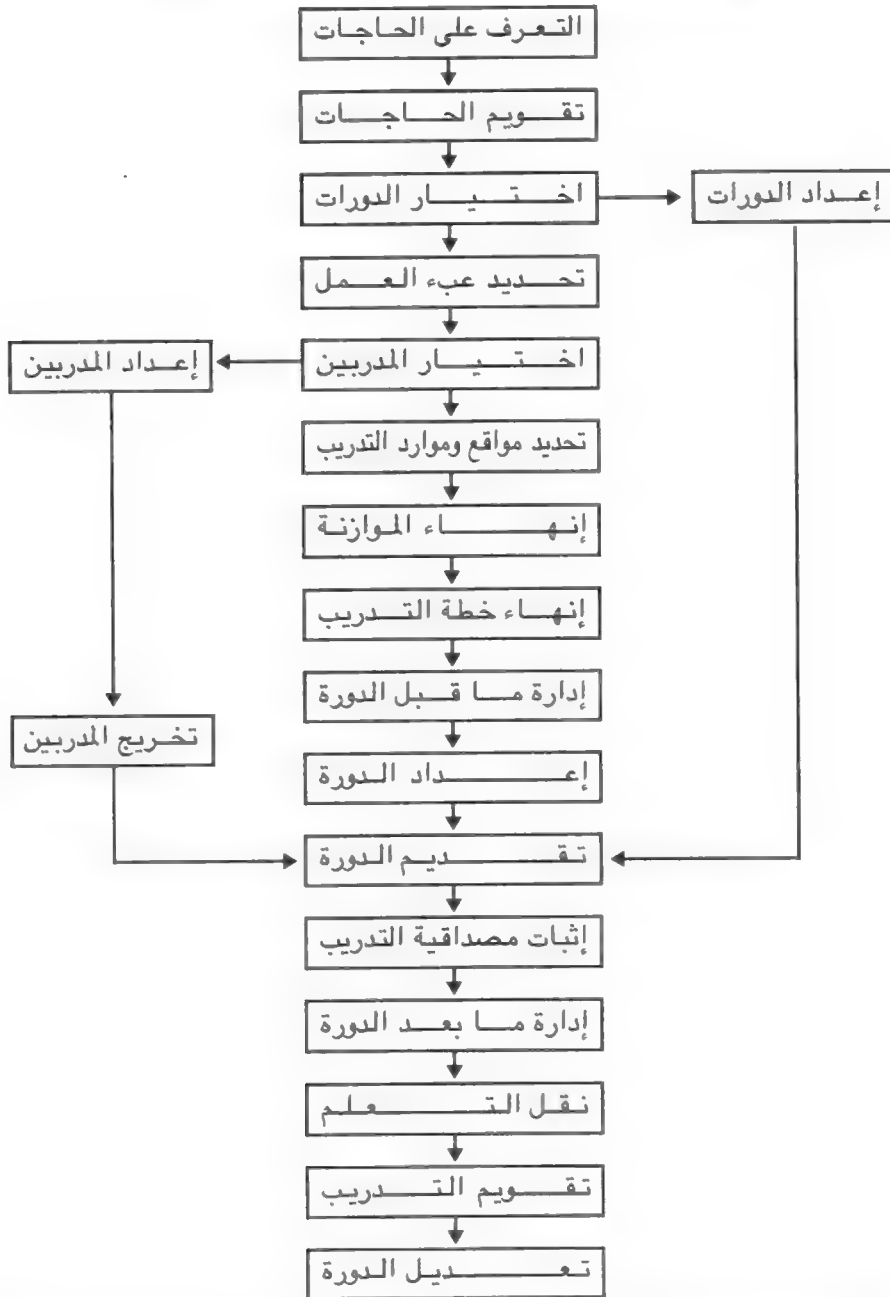 التعرف على الحاجات
تقويم الحاجات
اختيار الدورات
إعداد الدورات
تحديد عبء العمل
اختيار المدربين
إعداد المدربين
تحديد مواقع وموارد التدريب
إنهاء الموازنة
إنهاء خطة التدريب
إدارة ما قبل الدورة
تخريج المدربين
إعداد الدورة
تقديم الدورة
إثبات مصداقية التدريب
إدارة ما بعد الدورة
نقل التعلم
تقويم التدريب
تعديل الدورة